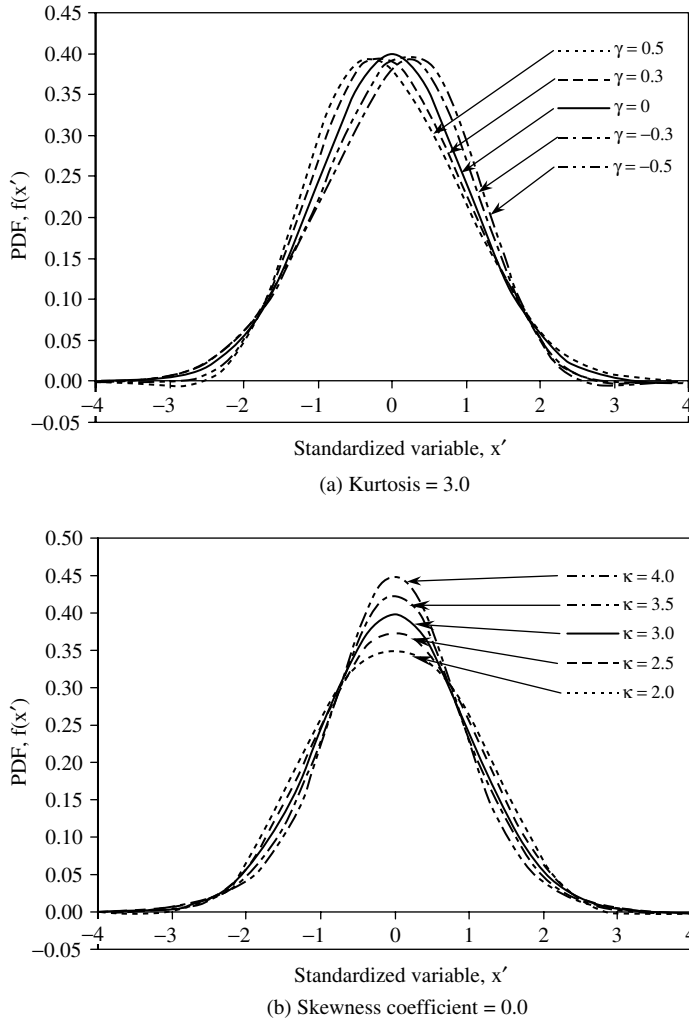 0.45
0.40
0.35
0.30
0.25
0.20
0.15
0.10
0.05
0.00
−0.05
PDF, f(x′)
γ = 0.5
γ = 0.3
γ = 0
γ = −0.3
γ = −0.5
−4 −3 −2 −1 0 1 2 3 4
Standardized variable, x′
(a) Kurtosis = 3.0
0.50
0.45
0.40
0.35
0.30
0.25
0.20
0.15
0.10
0.05
0.00
−0.05
PDF, f(x′)
κ = 4.0
κ = 3.5
κ = 3.0
κ = 2.5
κ = 2.0
−4 −3 −2 −1 0 1 2 3 4
Standardized variable, x′
(b) Skewness coefficient = 0.0